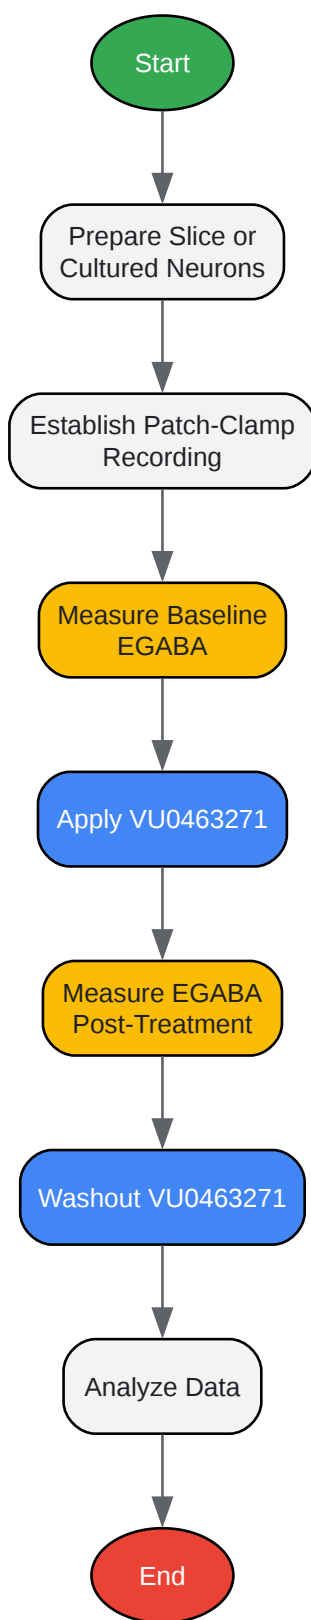 Start
Prepare Slice or
Cultured Neurons
Establish Patch-Clamp
Recording
Measure Baseline
EGABA
Apply VU0463271
Measure EGABA
Post-Treatment
Washout VU0463271
Analyze Data
End